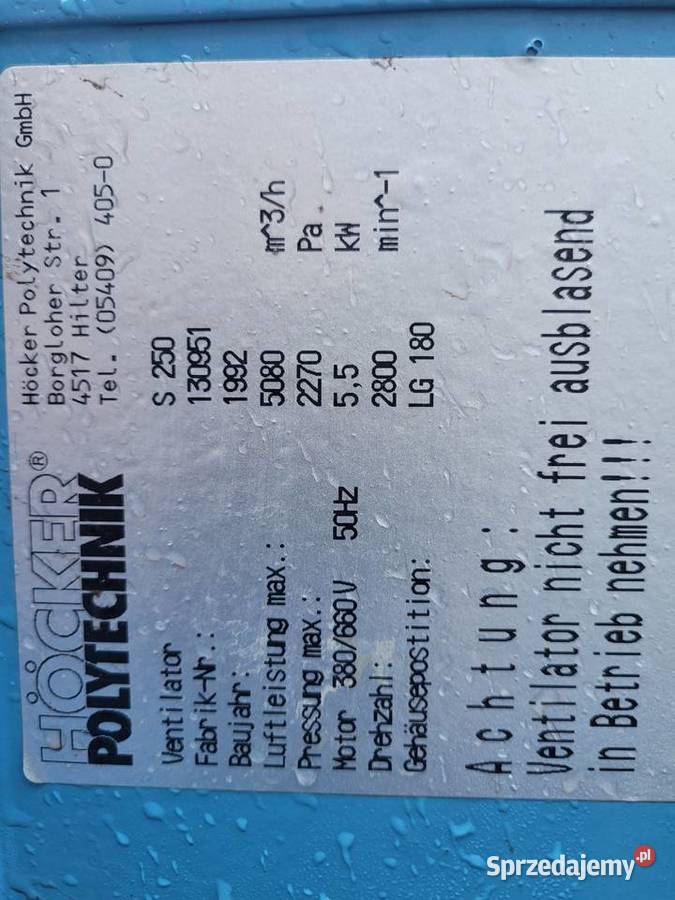 HÖCKER®
POLYTECHNIK
Höcker Polytechnik GmbH
Borgloher Str. 1
4517 Hilter
Tel. (05409) 405-0
Ventilator S 250
Fabrik-Nr.: 130951
Baujahr: 1992
Luftleistung max.: 5080 m^3/h
Pressung max.: 2270 Pa
Motor 380/660V 50Hz 5,5 kW
Drehzahl: 2800 min^-1
Gehäusepostition: LG 180
Achtung:
Ventilator nicht frei ausblasend
in Betrieb nehmen!!!
Sprzedajemy.pl